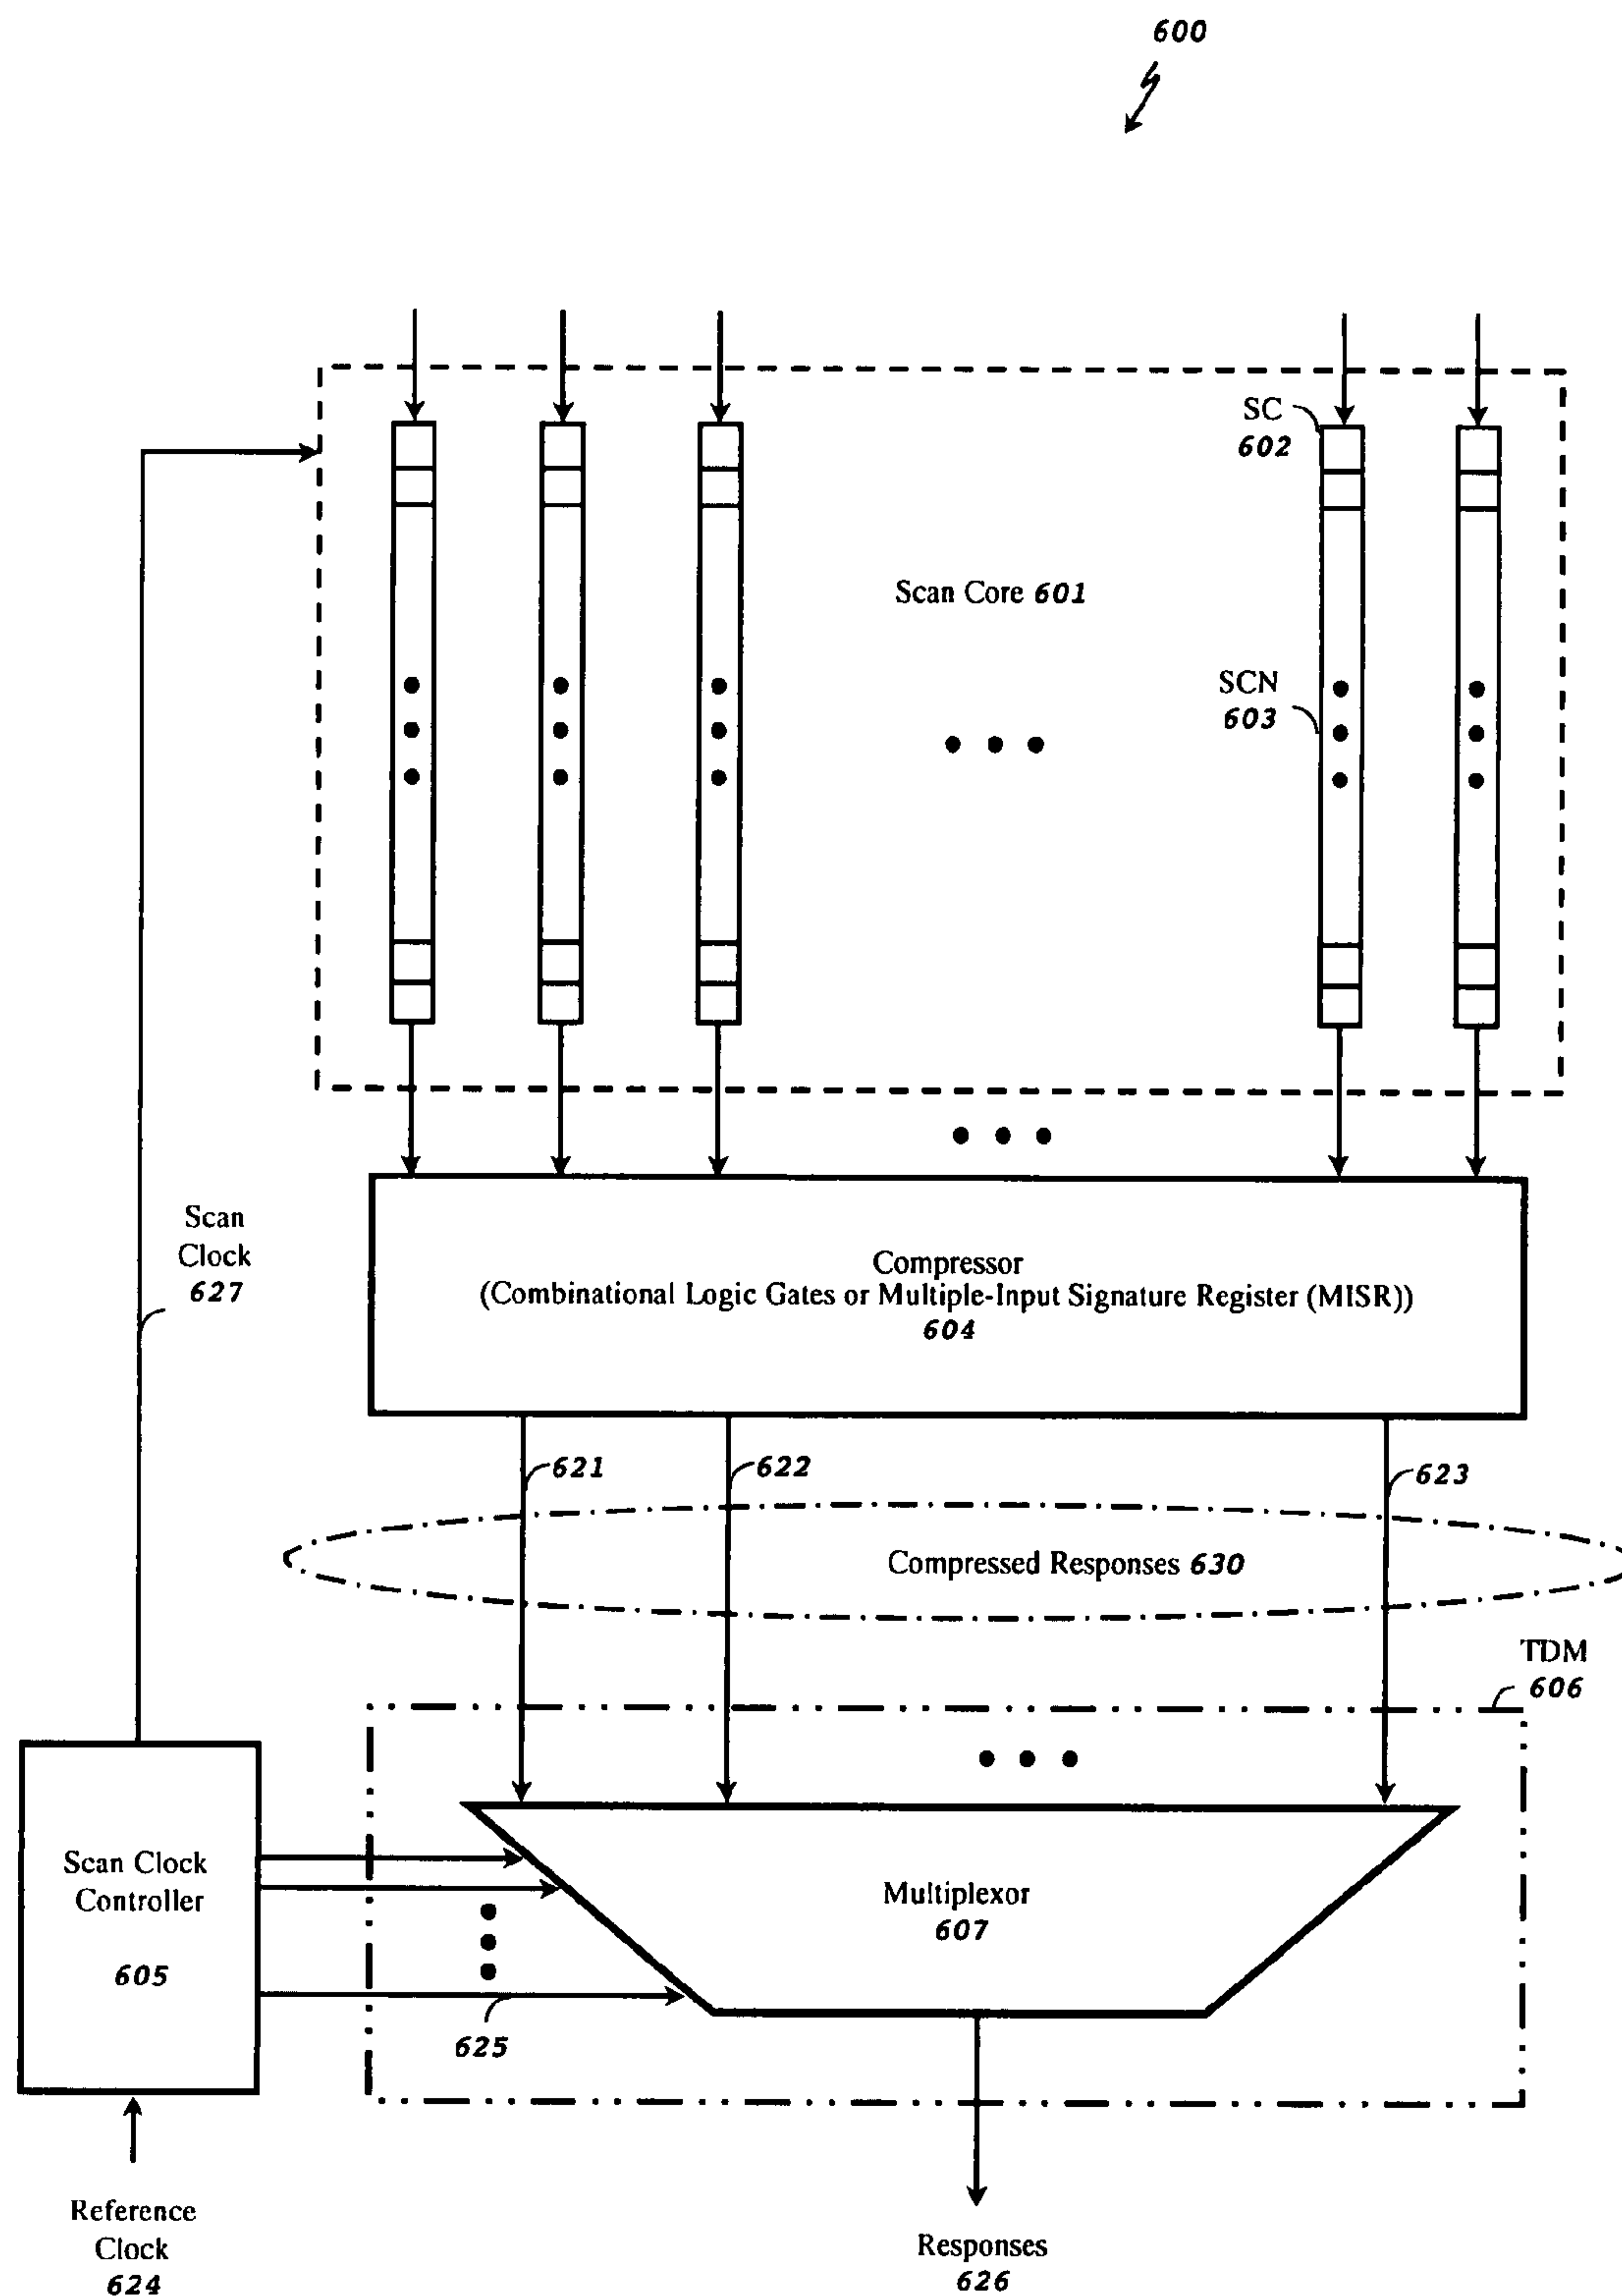 600
SC
602
Scan Core 601
SCN
603
Scan
Clock
627
Compressor
(Combinational Logic Gates or Multiple-Input Signature Register (MISR))
604
621
622
623
Compressed Responses 630
TDM
606
Scan Clock
Controller
605
Multiplexor
607
625
Reference
Clock
624
Responses
626